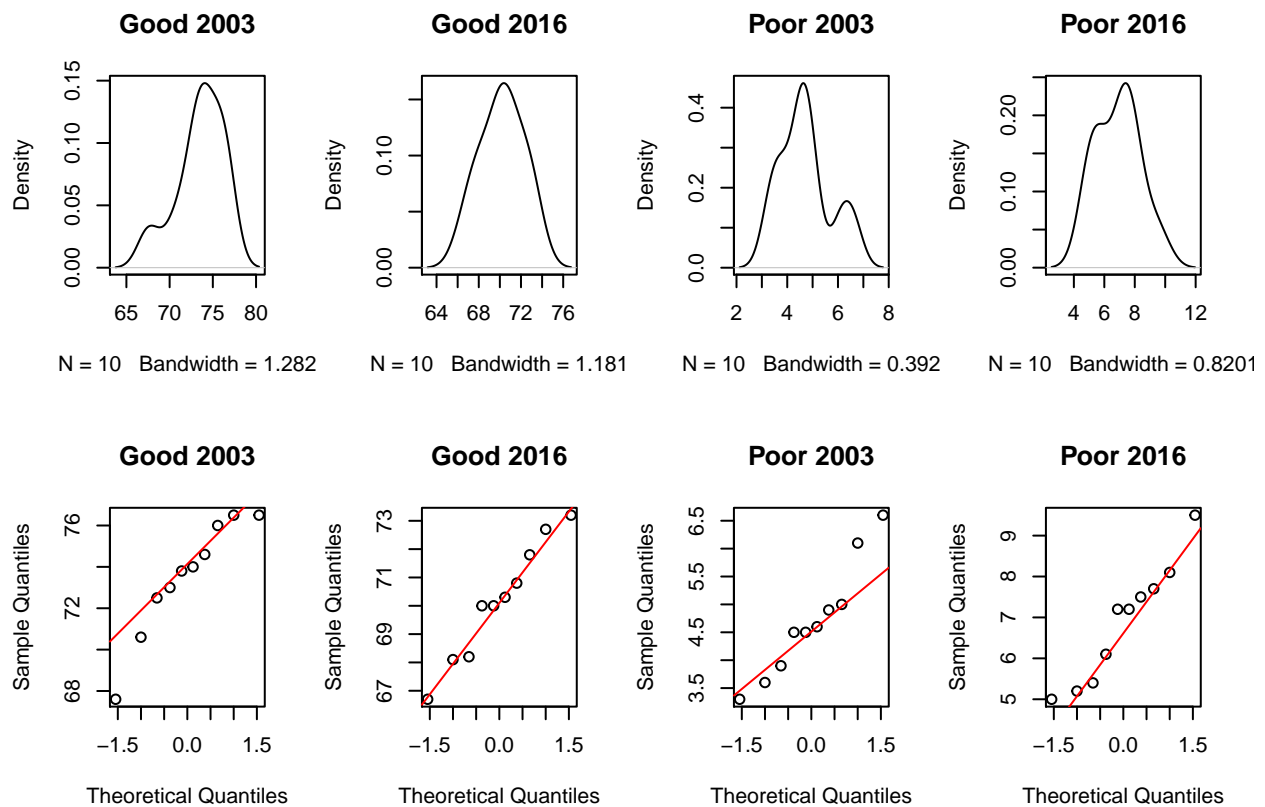 Good 2003
Good 2016
Poor 2003
Poor 2016
Density
0.00 0.05 0.10 0.15
65 70 75 80
N = 10 Bandwidth = 1.282
Density
0.00 0.10
64 68 72 76
N = 10 Bandwidth = 1.181
Density
0.0 0.2 0.4
2 4 6 8
N = 10 Bandwidth = 0.392
Density
0.00 0.10 0.20
4 6 8 12
N = 10 Bandwidth = 0.8201
Good 2003
Good 2016
Poor 2003
Poor 2016
Sample Quantiles
68 72 76
−1.5 0.0 1.5
Theoretical Quantiles
Sample Quantiles
67 69 71 73
−1.5 0.0 1.5
Theoretical Quantiles
Sample Quantiles
3.5 4.5 5.5 6.5
−1.5 0.0 1.5
Theoretical Quantiles
Sample Quantiles
5 6 7 8 9
−1.5 0.0 1.5
Theoretical Quantiles